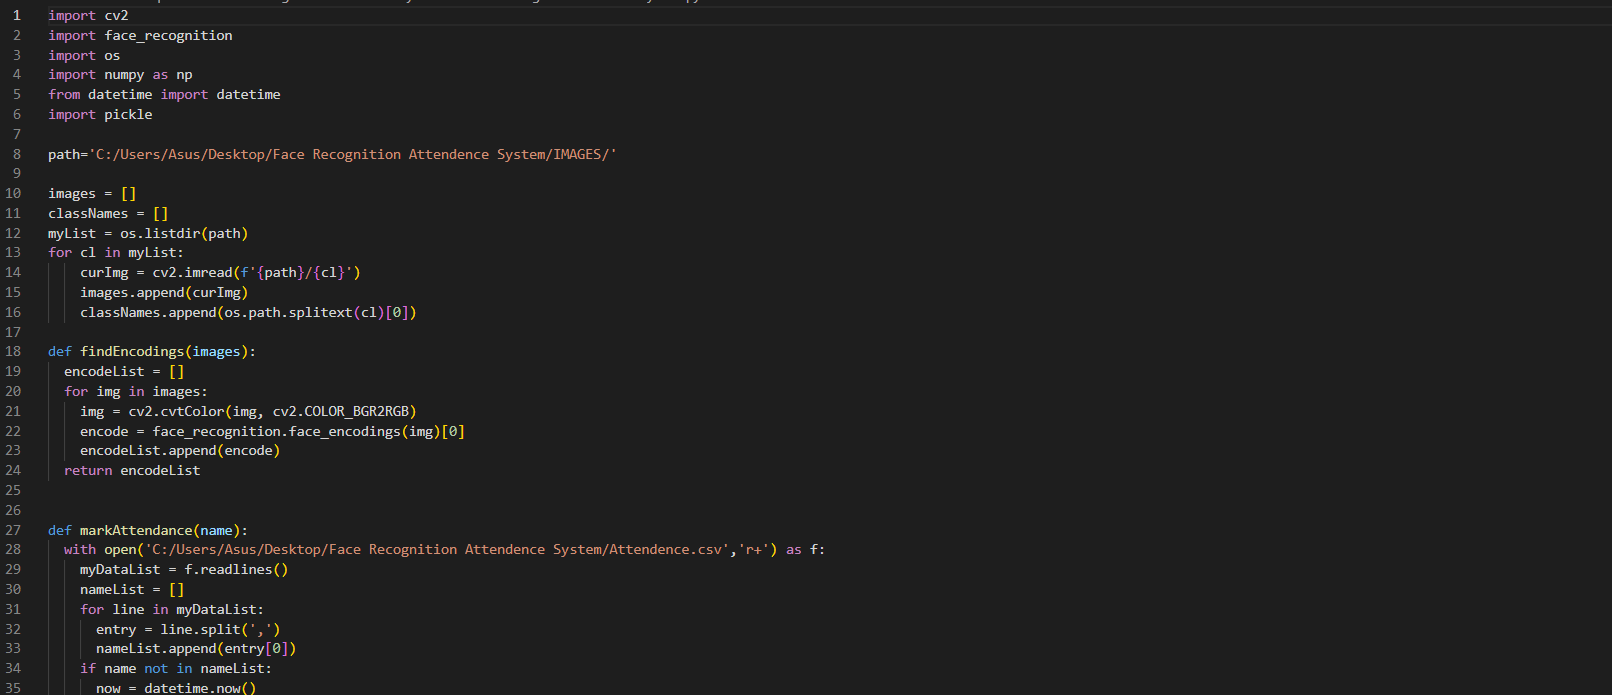 1 import cv2
2 import face_recognition
3 import os
4 import numpy as np
5 from datetime import datetime
6 import pickle
7
8 path='C:/Users/Asus/Desktop/Face Recognition Attendence System/IMAGES/'
9
10 images = []
11 classNames = []
12 myList = os.listdir(path)
13 for cl in myList:
14     curImg = cv2.imread(f'{path}/{cl}')
15     images.append(curImg)
16     classNames.append(os.path.splitext(cl)[0])
17
18 def findEncodings(images):
19   encodeList = []
20   for img in images:
21     img = cv2.cvtColor(img, cv2.COLOR_BGR2RGB)
22     encode = face_recognition.face_encodings(img)[0]
23     encodeList.append(encode)
24   return encodeList
25
26
27 def markAttendance(name):
28   with open('C:/Users/Asus/Desktop/Face Recognition Attendence System/Attendence.csv','r+') as f:
29     myDataList = f.readlines()
30     nameList = []
31     for line in myDataList:
32       entry = line.split(',')
33       nameList.append(entry[0])
34     if name not in nameList:
35       now = datetime.now()